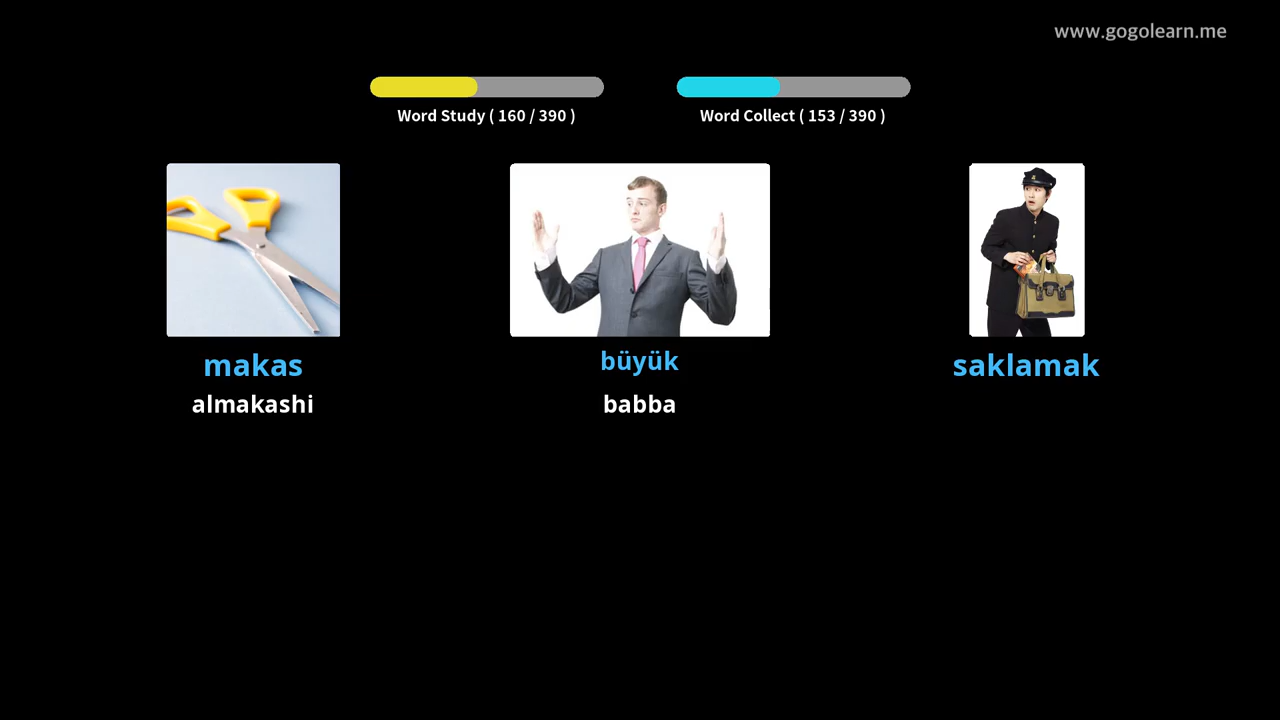 www.gogolearn.me
Word Study ( 160 / 390 )
Word Collect ( 153 / 390 )
makas
büyük
saklamak
almakashi
babba